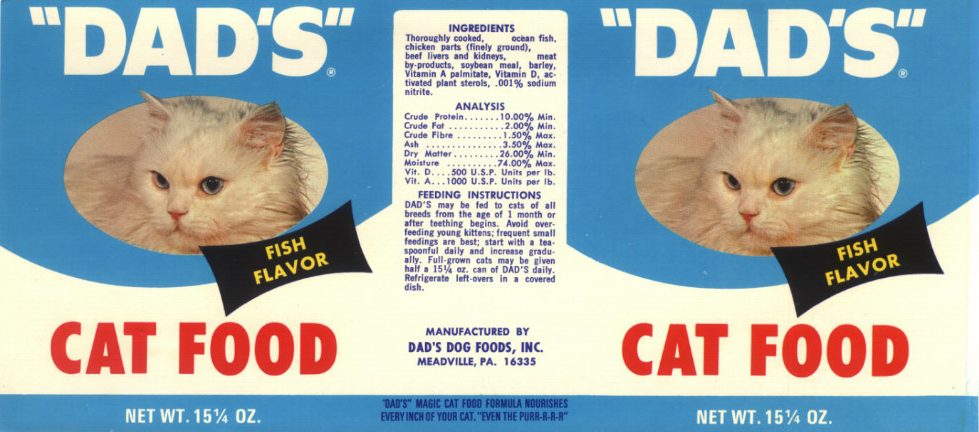 "DAD'S"®
FISH
FLAVOR
CAT FOOD
NET WT. 15¼ OZ.
INGREDIENTS
Thoroughly cooked, ocean fish,
chicken parts (finely ground),
beef livers and kidneys, meat
by-products, soybean meal, barley,
Vitamin A palmitate, Vitamin D, ac-
tivated plant sterols, .001% sodium
nitrite.
ANALYSIS
Crude Protein.......10.00% Min.
Crude Fat ..........2.00% Min.
Crude Fibre .........1.50% Max.
Ash ...............3.50% Max.
Dry Matter.........26.00% Min.
Moisture .........74.00% Max.
Vit. D....500 U.S.P. Units per lb.
Vit. A...1000 U.S.P. Units per lb.
FEEDING INSTRUCTIONS
DAD'S may be fed to cats of all
breeds from the age of 1 month or
after teething begins. Avoid over-
feeding young kittens; frequent small
feedings are best; start with a tea-
spoonful daily and increase gradu-
ally. Full-grown cats may be given
half a 15¼ oz. can of DAD'S daily.
Refrigerate left-overs in a covered
dish.
MANUFACTURED BY
DAD'S DOG FOODS, INC.
MEADVILLE, PA. 16335
"DAD'S" MAGIC CAT FOOD FORMULA NOURISHES
EVERY INCH OF YOUR CAT. "EVEN THE PURR-R-R-R"
"DAD'S"®
FISH
FLAVOR
CAT FOOD
NET WT. 15¼ OZ.